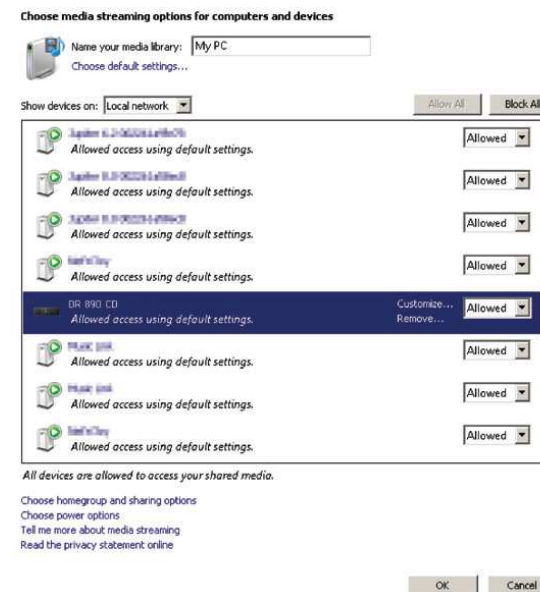 Choose media streaming options for computers and devices
Name your media library: My PC
Choose default settings...
Show devices on: Local network Allow All Block All
Allowed access using default settings. Allowed
Allowed access using default settings. Allowed
Allowed access using default settings. Allowed
Allowed access using default settings. Allowed
DR 890 CD Customize... Allowed
Allowed access using default settings. Remove...
Allowed access using default settings. Allowed
Allowed access using default settings. Allowed
Allowed access using default settings. Allowed
All devices are allowed to access your shared media.
Choose homegroup and sharing options
Choose power options
Tell me more about media streaming
Read the privacy statement online
OK Cancel